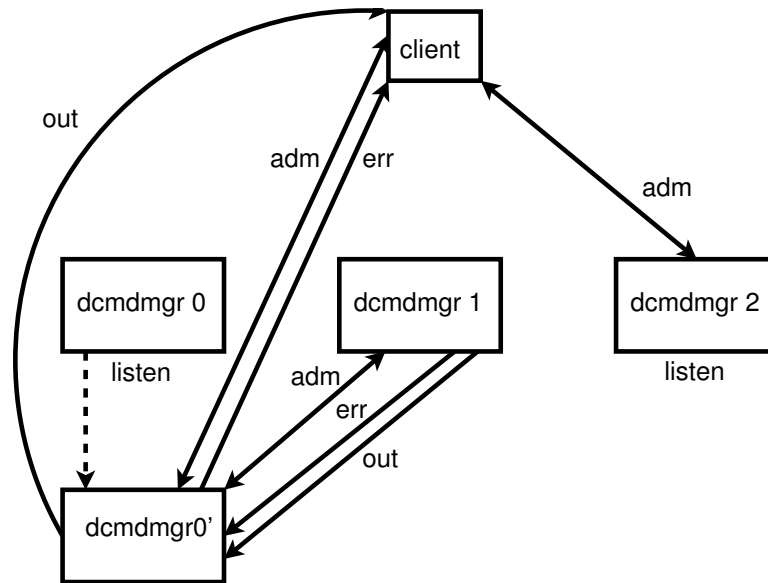 client
out
adm
err
adm
dcmdmgr 0
dcmdmgr 1
dcmdmgr 2
listen
adm
listen
err
out
dcmdmgr0'